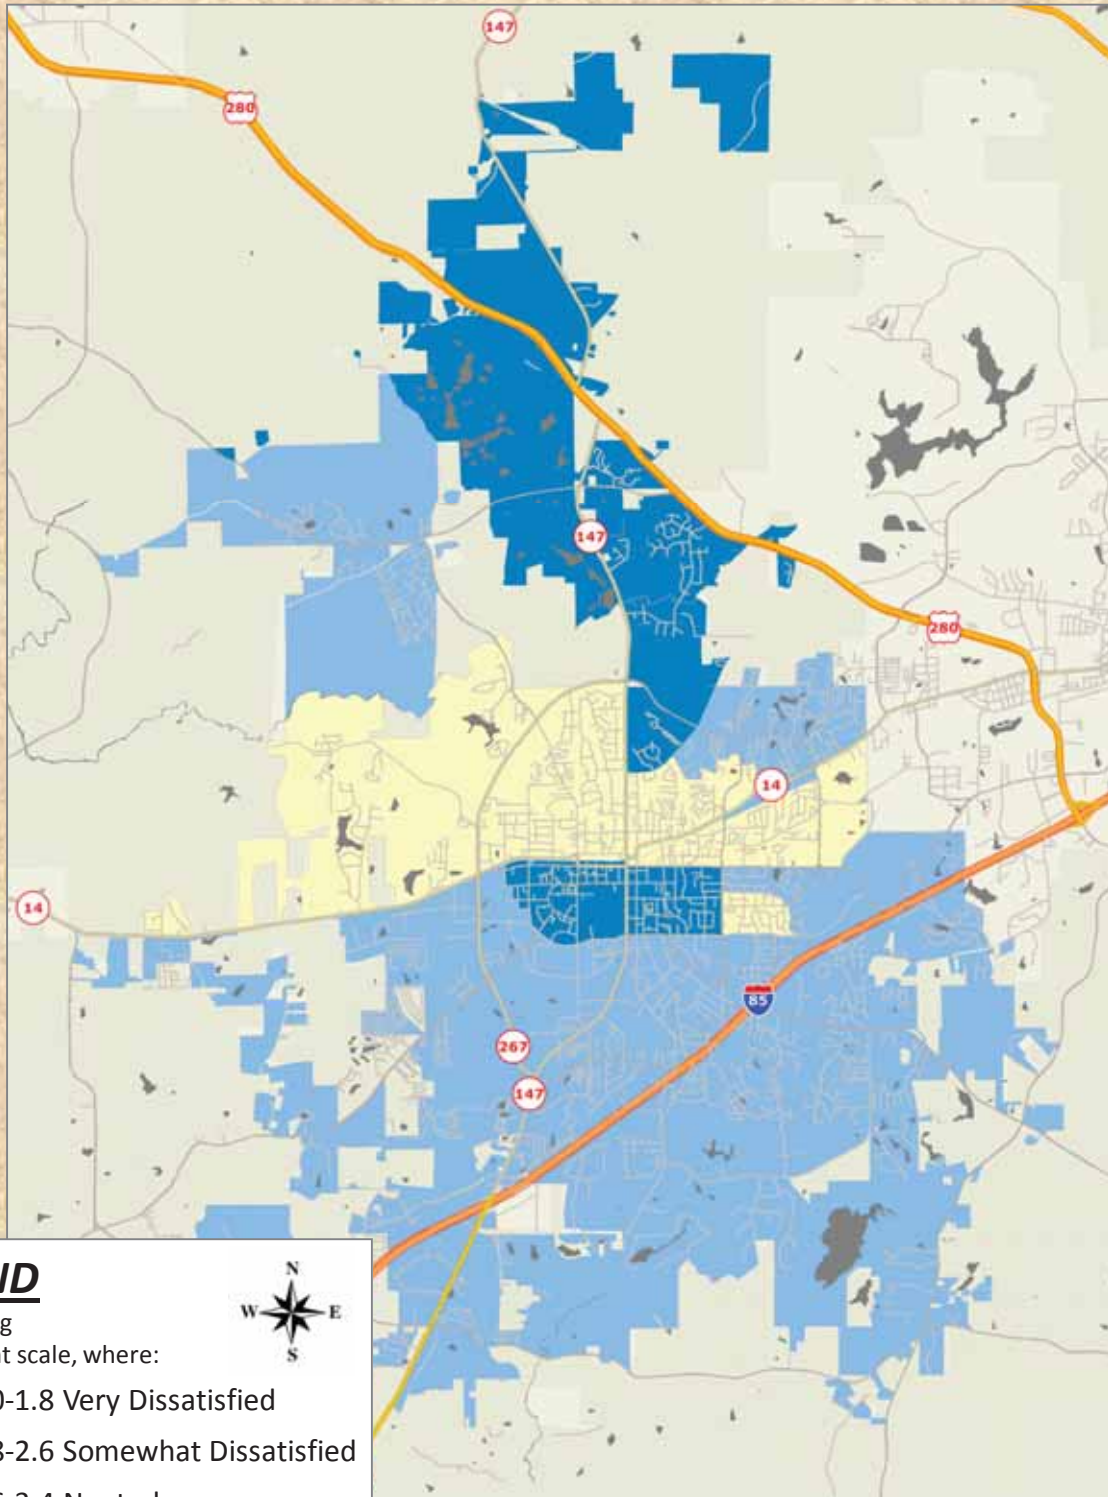 147
280
147
280
14
14
85
267
147
ND
N
W E
S
g
t scale, where:
0-1.8 Very Dissatisfied
-2.6 Somewhat Dissatisfied